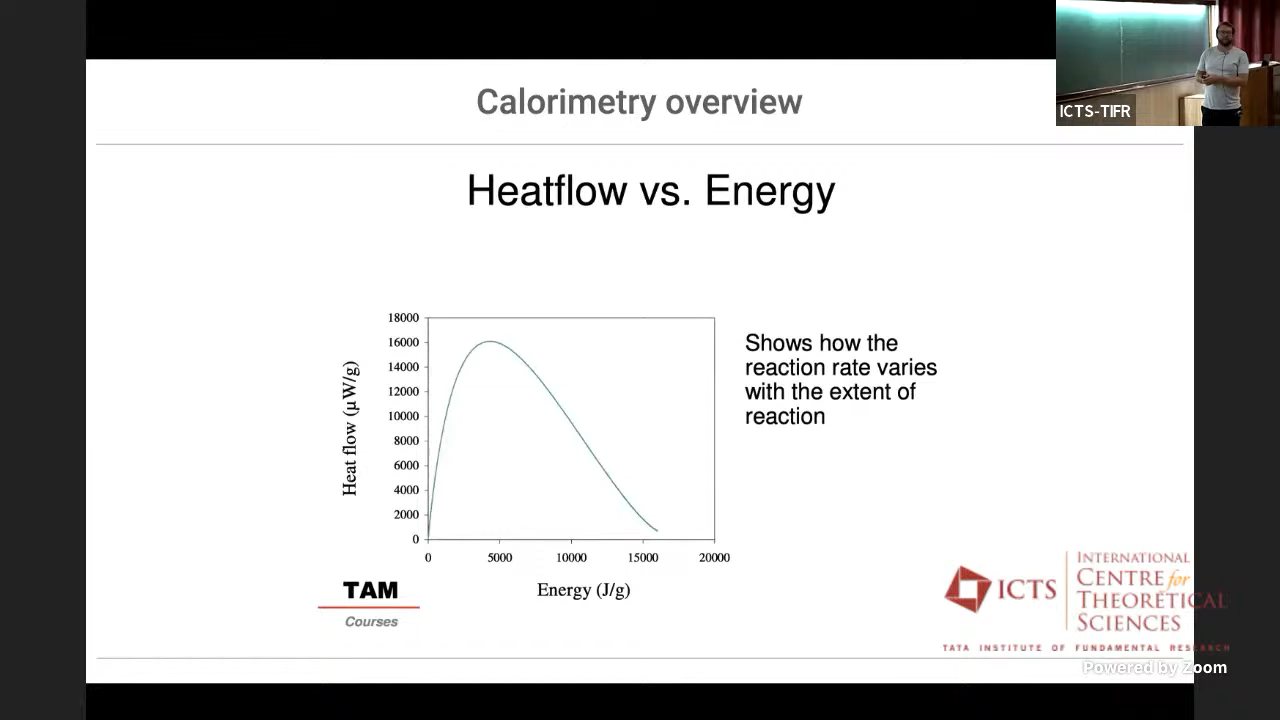 Calorimetry overview
ICTS-TIFR
Heatflow vs. Energy
18000
16000
14000
12000
10000
8000
6000
4000
2000
0
Heat flow (µW/g)
0 5000 10000 15000 20000
Energy (J/g)
Shows how the
reaction rate varies
with the extent of
reaction
TAM
Courses
ICTS
INTERNATIONAL
CENTRE for
THEORETICAL
SCIENCES
TATA INSTITUTE OF FUNDAMENTAL RESEARCH
Powered by Zoom